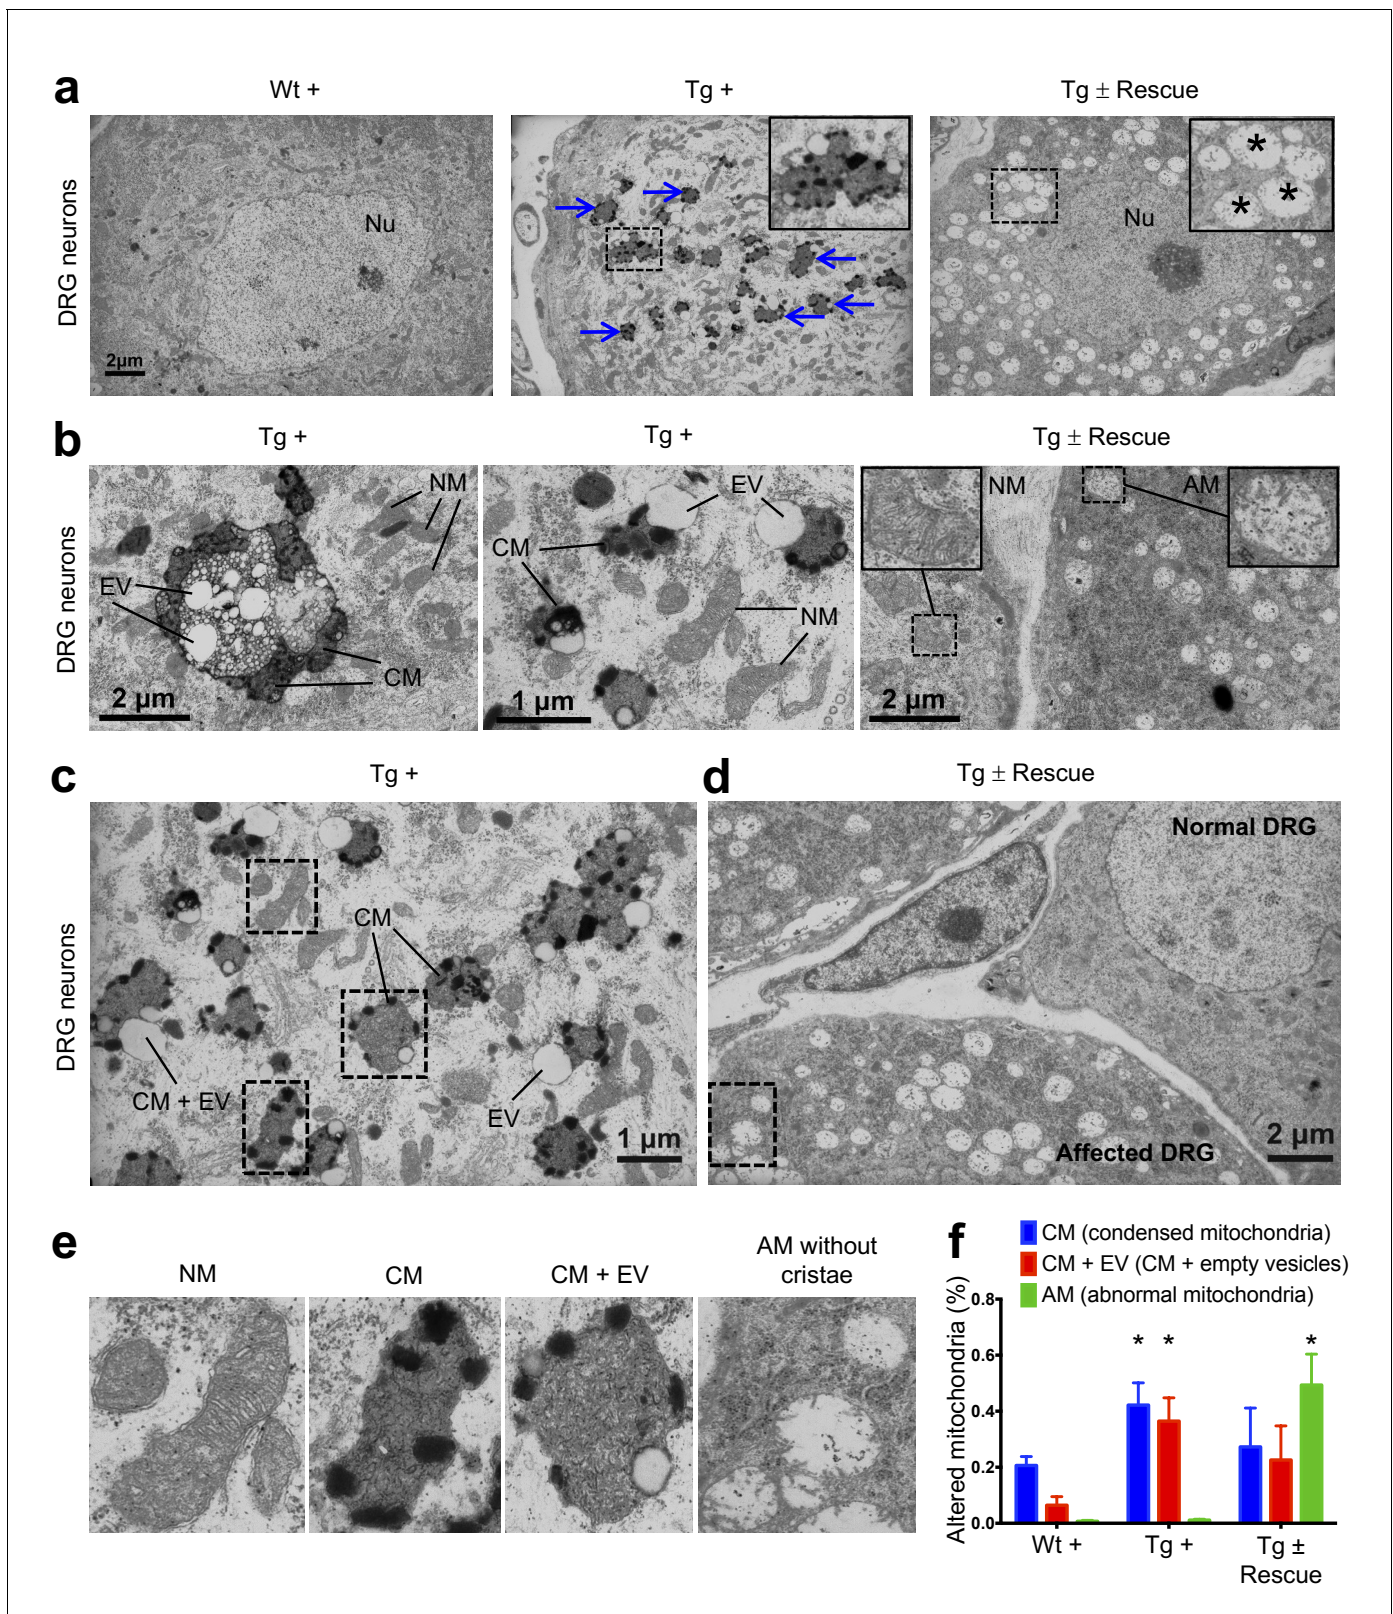 a
Wt +
Tg +
Tg ± Rescue
DRG neurons
Nu
2µm
Nu
*
*
*
b
Tg +
Tg +
Tg ± Rescue
DRG neurons
NM
EV
CM
2 µm
EV
CM
NM
1 µm
NM
AM
2 µm
c
Tg +
DRG neurons
CM
CM + EV
EV
1 µm
d
Tg ± Rescue
Normal DRG
Affected DRG
2 µm
e
NM
CM
CM + EV
AM without
cristae
f
CM (condensed mitochondria)
CM + EV (CM + empty vesicles)
AM (abnormal mitochondria)
Altered mitochondria (%)
0.8
0.6
0.4
0.2
0.0
* *
*
Wt +
Tg +
Tg ±
Rescue